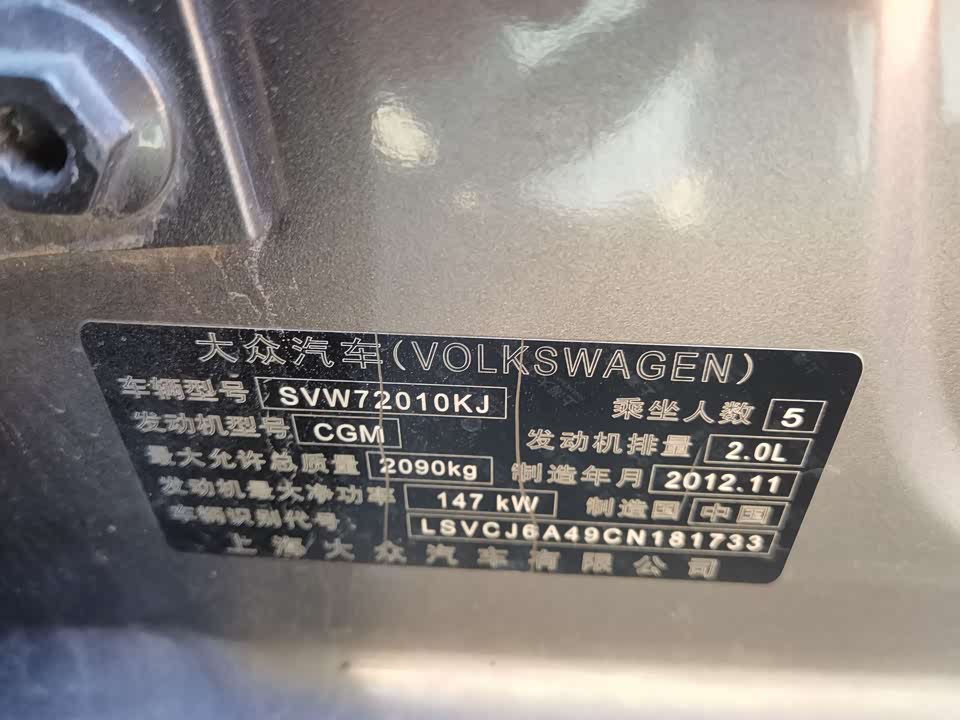 大众汽车(VOLKSWAGEN)
车辆型号 SVW72010KJ 乘坐人数 5
发动机型号 CGM 发动机排量 2.0L
最大允许总质量 2090kg 制造年月 2012.11
发动机最大净功率 147 kW 制造国 中国
车辆识别代号 LSVCJ6A49CN181733
上海大众汽车有限公司